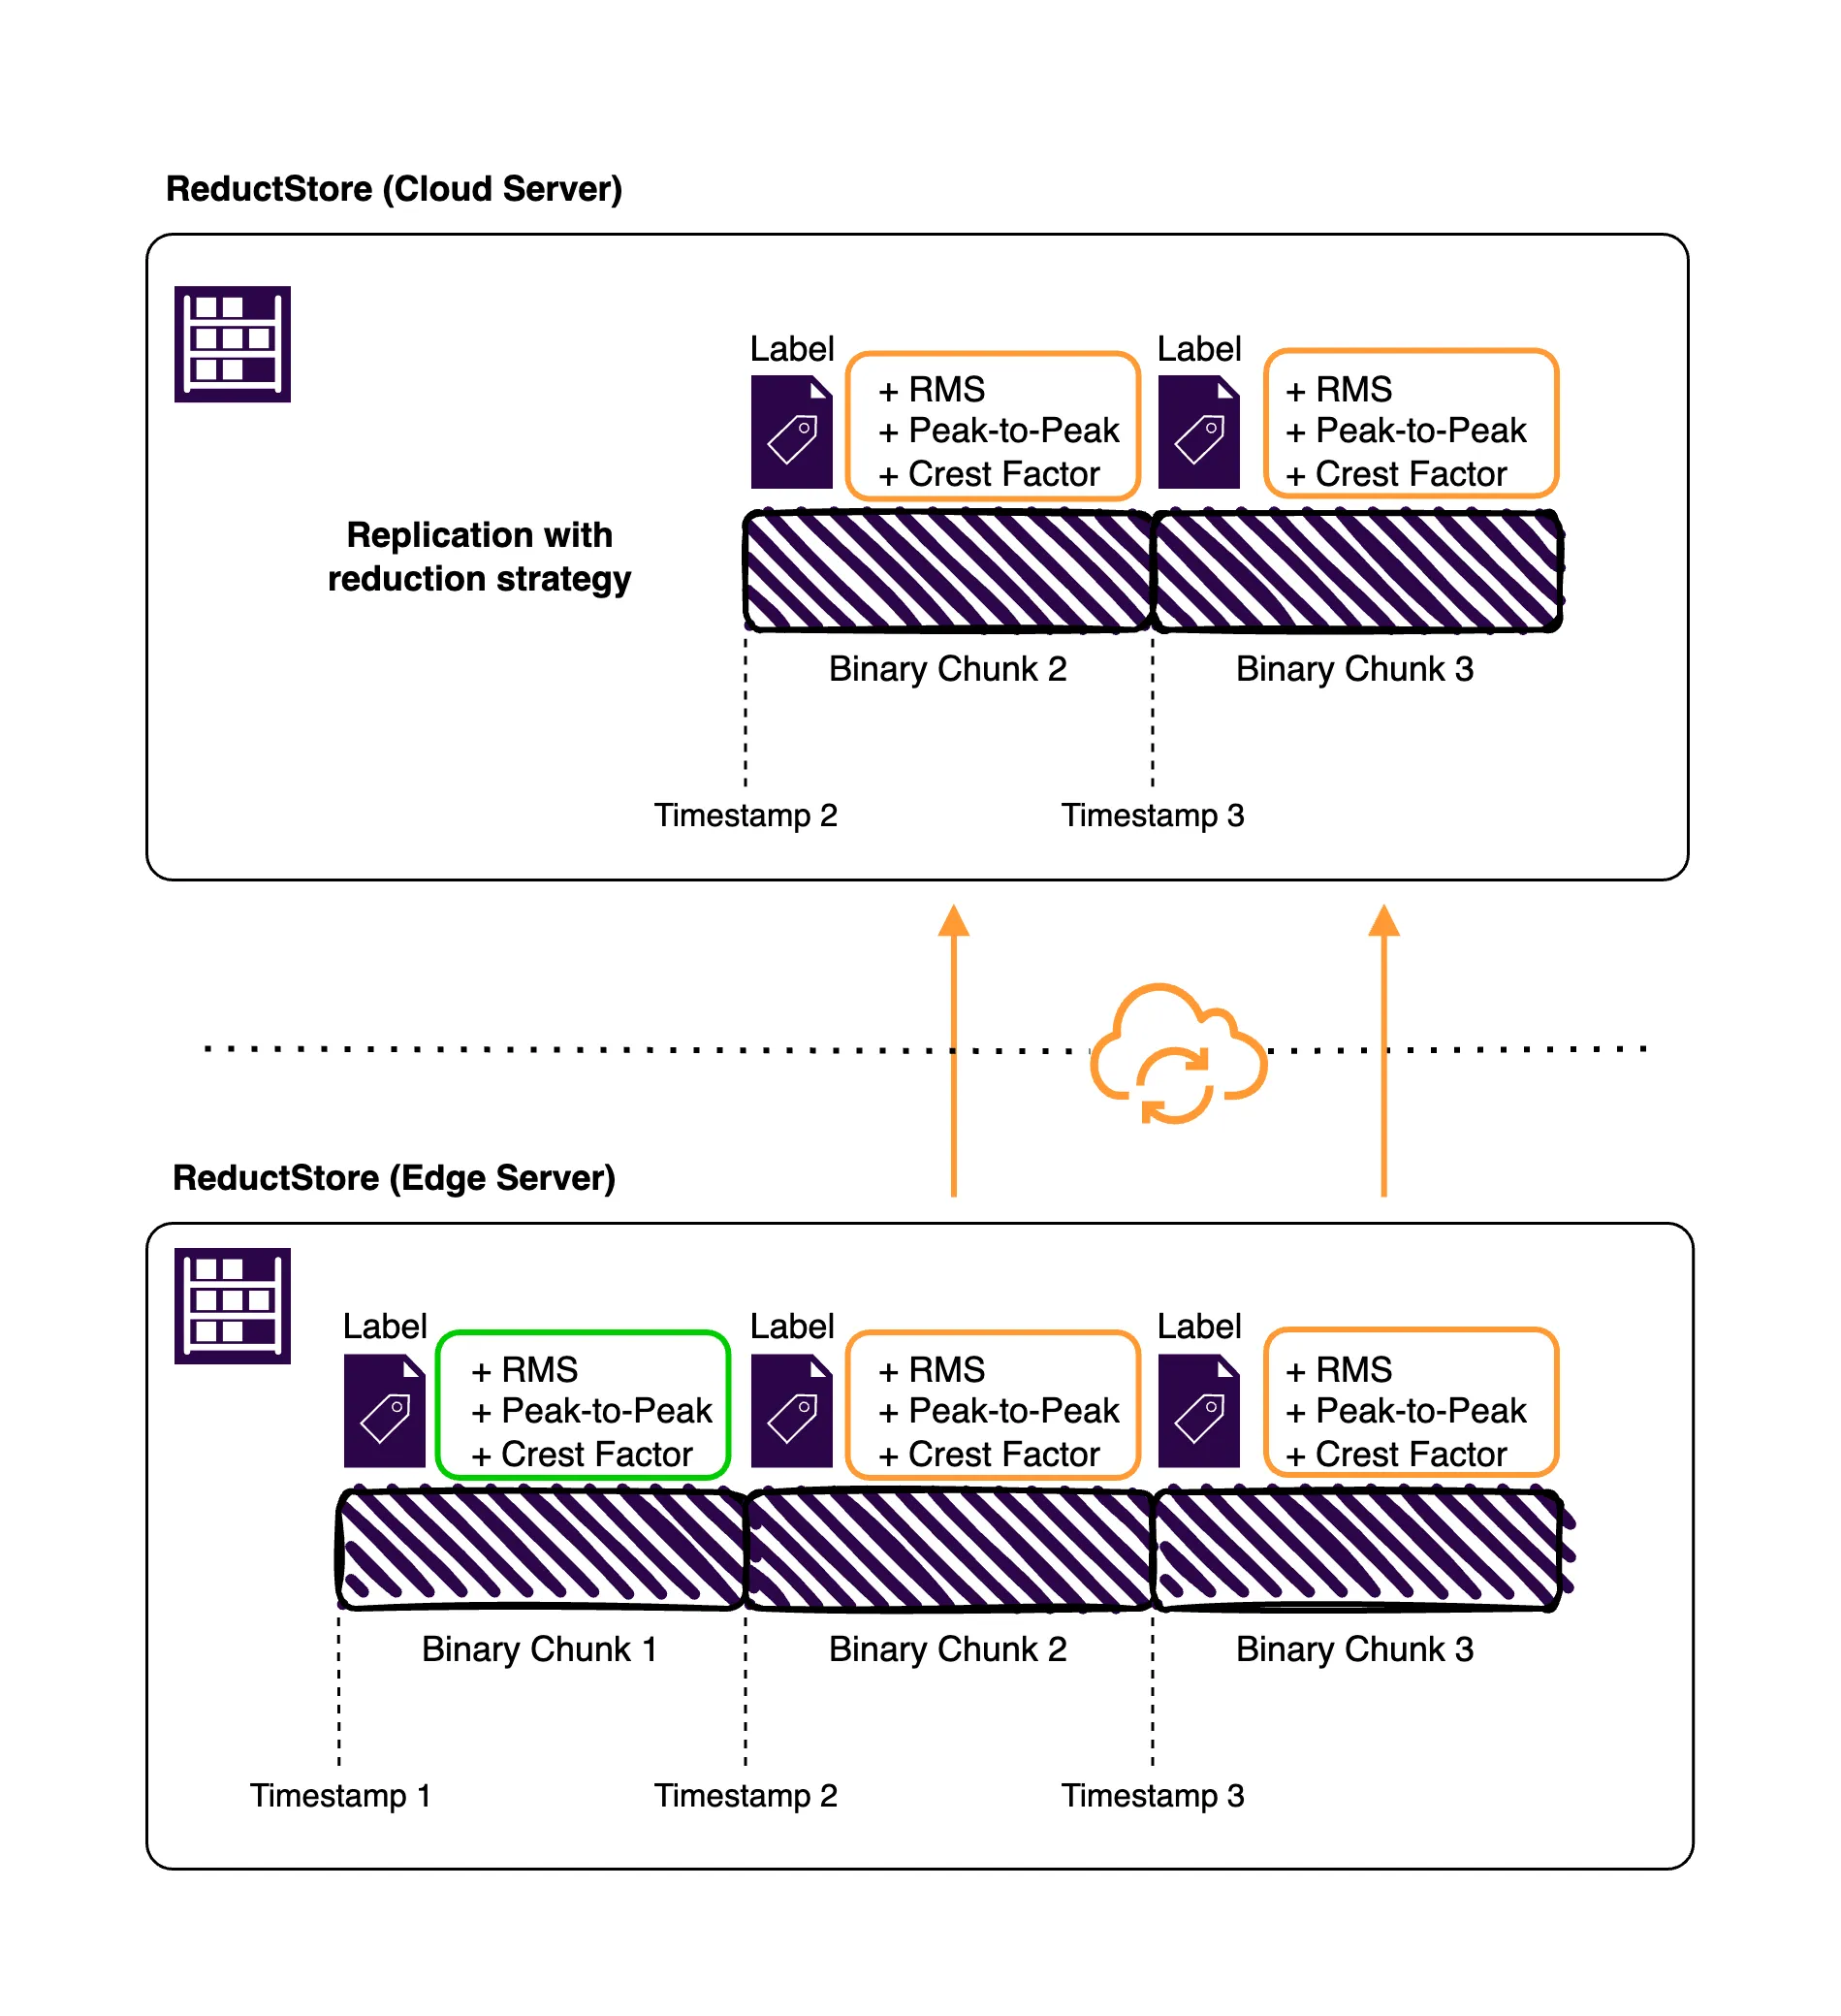 ReductStore (Cloud Server)
Label
+ RMS
+ Peak-to-Peak
+ Crest Factor
Label
+ RMS
+ Peak-to-Peak
+ Crest Factor
Replication with
reduction strategy
Binary Chunk 2
Binary Chunk 3
Timestamp 2
Timestamp 3
ReductStore (Edge Server)
Label
+ RMS
+ Peak-to-Peak
+ Crest Factor
Label
+ RMS
+ Peak-to-Peak
+ Crest Factor
Label
+ RMS
+ Peak-to-Peak
+ Crest Factor
Binary Chunk 1
Binary Chunk 2
Binary Chunk 3
Timestamp 1
Timestamp 2
Timestamp 3